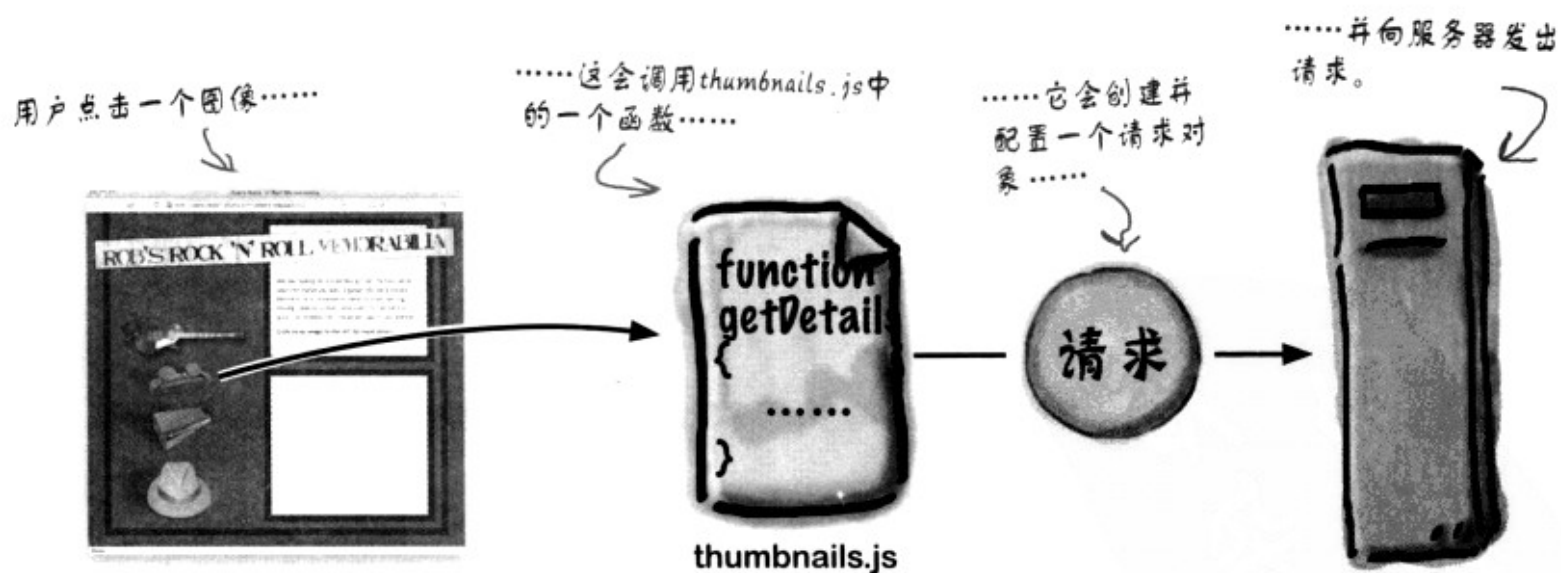 用户点击一个图像……
……这会调用thumbnails.js中
的一个函数……
……它会创建并
配置一个请求对
象……
……并向服务器发出
请求。
ROB'S ROCK 'N' ROLL MEMORABILIA
function
getDetails
{
……
}
请求
thumbnails.js